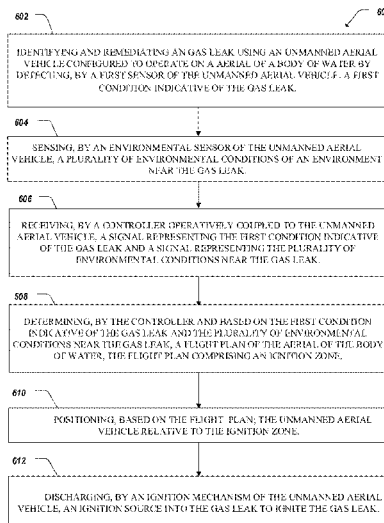 602
60
IDENTIFYING AND REMEDIATING AN GAS LEAK USING AN UNMANNED AERIAL
VEHICLE CONFIGURED TO OPERATE ON A AERIAL OF A BODY OF WATER BY
DETECTING, BY A FIRST SENSOR OF THE UNMANNED AERIAL VEHICLE. A FIRST
CONDITION INDICATIVE OF THE GAS LEAK.
604
SENSING, BY AN ENVIRONMENTAL SENSOR OF THE UNMANNED AERIAL
VEHICLE, A PLURALITY OF ENVIRONMENTAL CONDITIONS OF AN ENVIRONMENT
NEAR THE GAS LEAK.
606
RECEIVING, BY A CONTROLLER OPERATIVELY COUPLED TO THE UNMANNED
AERIAL VEHICLE, A SIGNAL REPRESENTING THE FIRST CONDITION INDICATIVE
OF THE GAS LEAK AND A SIGNAL REPRESENTING THE PLURALITY OF
ENVIRONMENTAL CONDITIONS NEAR THE GAS LEAK.
508
DETERMINING, BY THE CONTROLLER AND BASED ON THE FIRST CONDITION
INDICATIVE OF THE GAS LEAK AND THE PLURALITY OF ENVIRONMENTAL
CONDITIONS NEAR THE GAS LEAK, A FLIGHT PLAN OF THE AERIAL OF THE BODY
OF WATER, THE FLIGHT PLAN COMPRISING AN IGNITION ZONE.
610
POSITIONING, BASED ON THE FLIGHT PLAN; THE UNMANNED AERIAL
VEHICLE RELATIVE TO THE IGNITION ZONE.
612
DISCHARGING, BY AN IGNITION MECHANISM OF THE UNMANNED AERIAL
VEHICLE, AN IGNITION SOURCE INTO THE GAS LEAK TO IGNITE THE GAS LEAK.